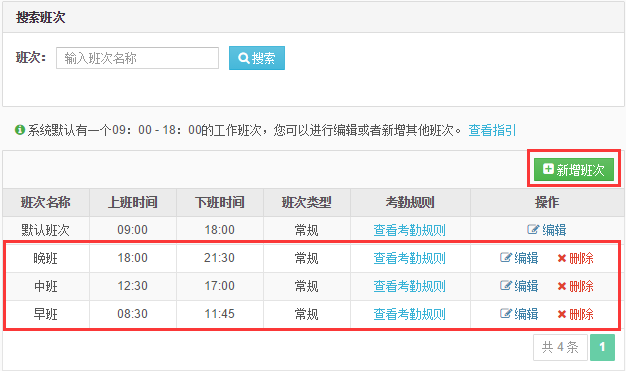 搜索班次
班次： 输入班次名称 搜索
系统默认有一个09：00 - 18：00的工作班次，您可以进行编辑或者新增其他班次。 查看指引
新增班次
班次名称 上班时间 下班时间 班次类型 考勤规则 操作
默认班次 09:00 18:00 常规 查看考勤规则 编辑
晚班 18:00 21:30 常规 查看考勤规则 编辑 删除
中班 12:30 17:00 常规 查看考勤规则 编辑 删除
早班 08:30 11:45 常规 查看考勤规则 编辑 删除
共 4 条 1